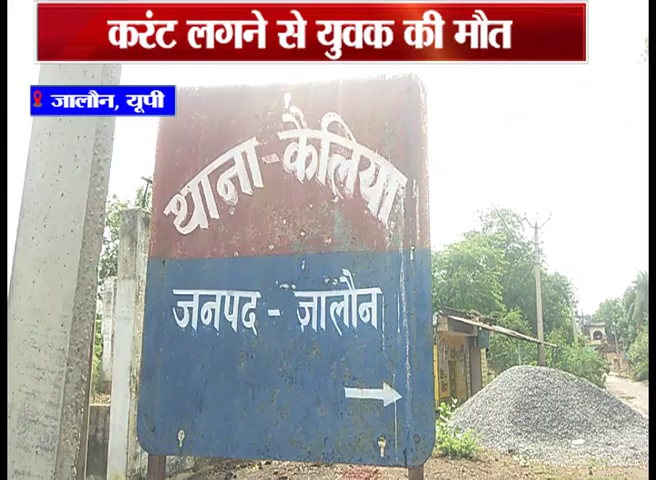 करंट लगने से युवक की मौत
जालौन, यूपी
थाना-कैलिया
जनपद - जालौन